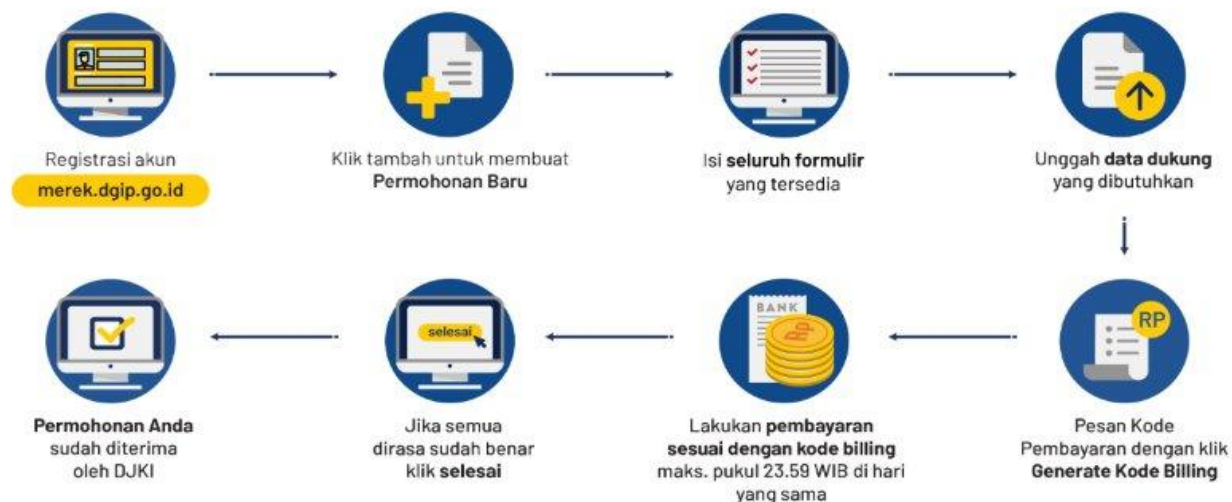 Registrasi akun
merek.dgip.go.id
Klik tambah untuk membuat
Permohonan Baru
Isi seluruh formulir
yang tersedia
Unggah data dukung
yang dibutuhkan
RP
Pesan Kode
Pembayaran dengan klik
Generate Kode Billing
BANK
Rp
Lakukan pembayaran
sesuai dengan kode billing
maks. pukul 23.59 WIB di hari
yang sama
selesai
Jika semua
dirasa sudah benar
klik selesai
Permohonan Anda
sudah diterima
oleh DJKI